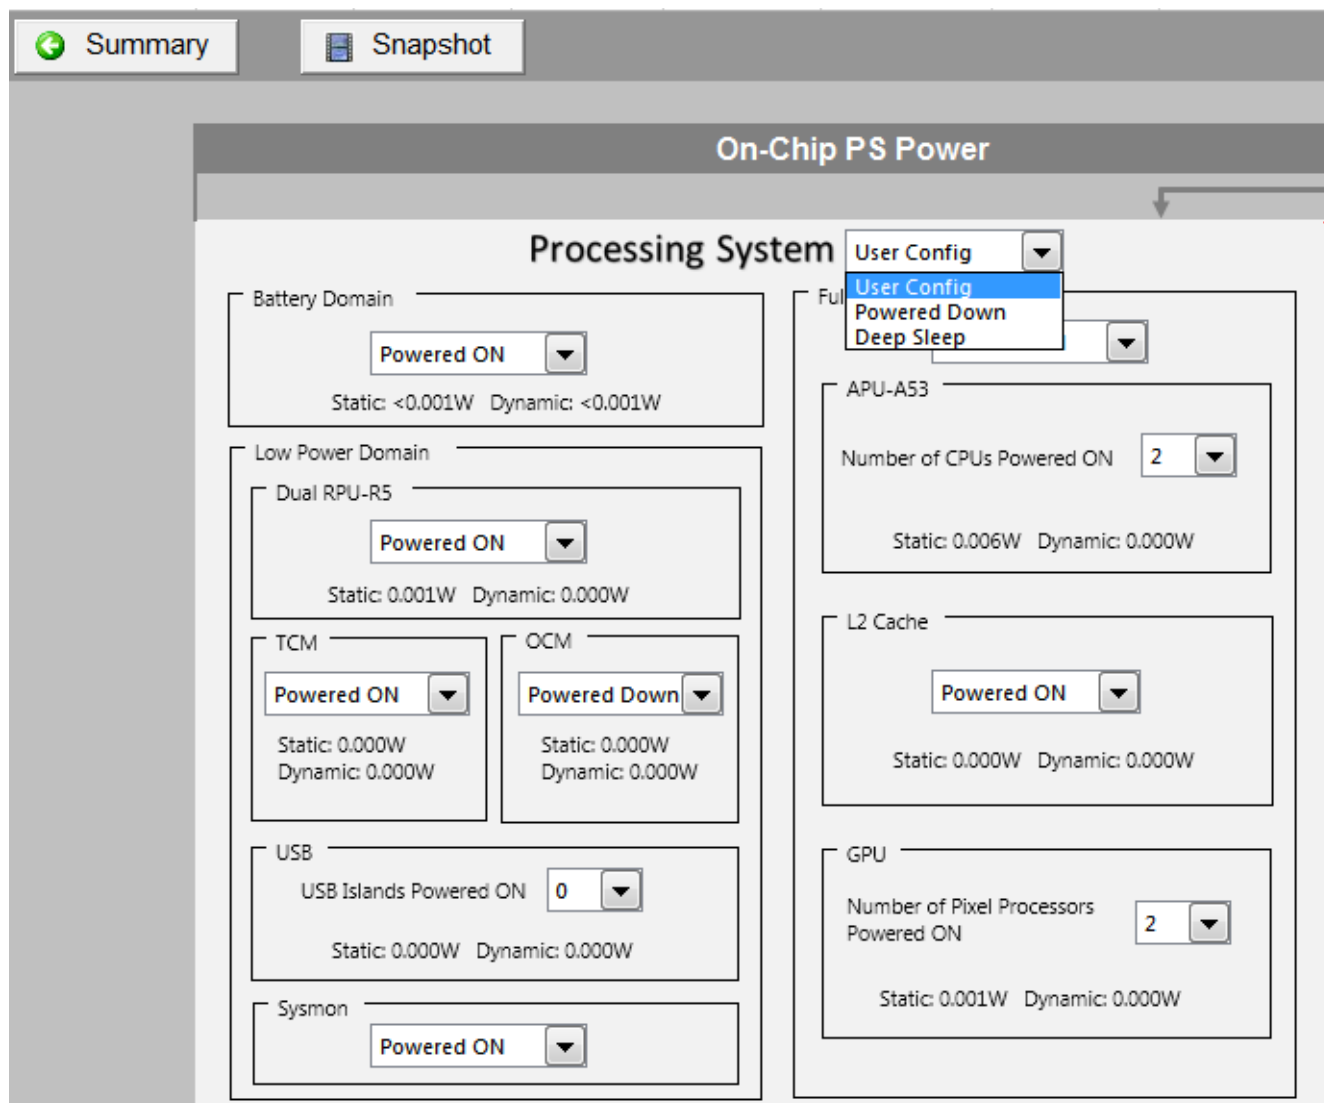 Summary
Snapshot
On-Chip PS Power
Processing System
User Config
User Config
Powered Down
Deep Sleep
Battery Domain
Powered ON
Static: <0.001W Dynamic: <0.001W
Low Power Domain
Dual RPU-R5
Powered ON
Static: 0.001W Dynamic: 0.000W
TCM
Powered ON
Static: 0.000W
Dynamic: 0.000W
OCM
Powered Down
Static: 0.000W
Dynamic: 0.000W
USB
USB Islands Powered ON 0
Static: 0.000W Dynamic: 0.000W
Sysmon
Powered ON
APU-A53
Number of CPUs Powered ON 2
Static: 0.006W Dynamic: 0.000W
L2 Cache
Powered ON
Static: 0.000W Dynamic: 0.000W
GPU
Number of Pixel Processors
Powered ON
2
Static: 0.001W Dynamic: 0.000W